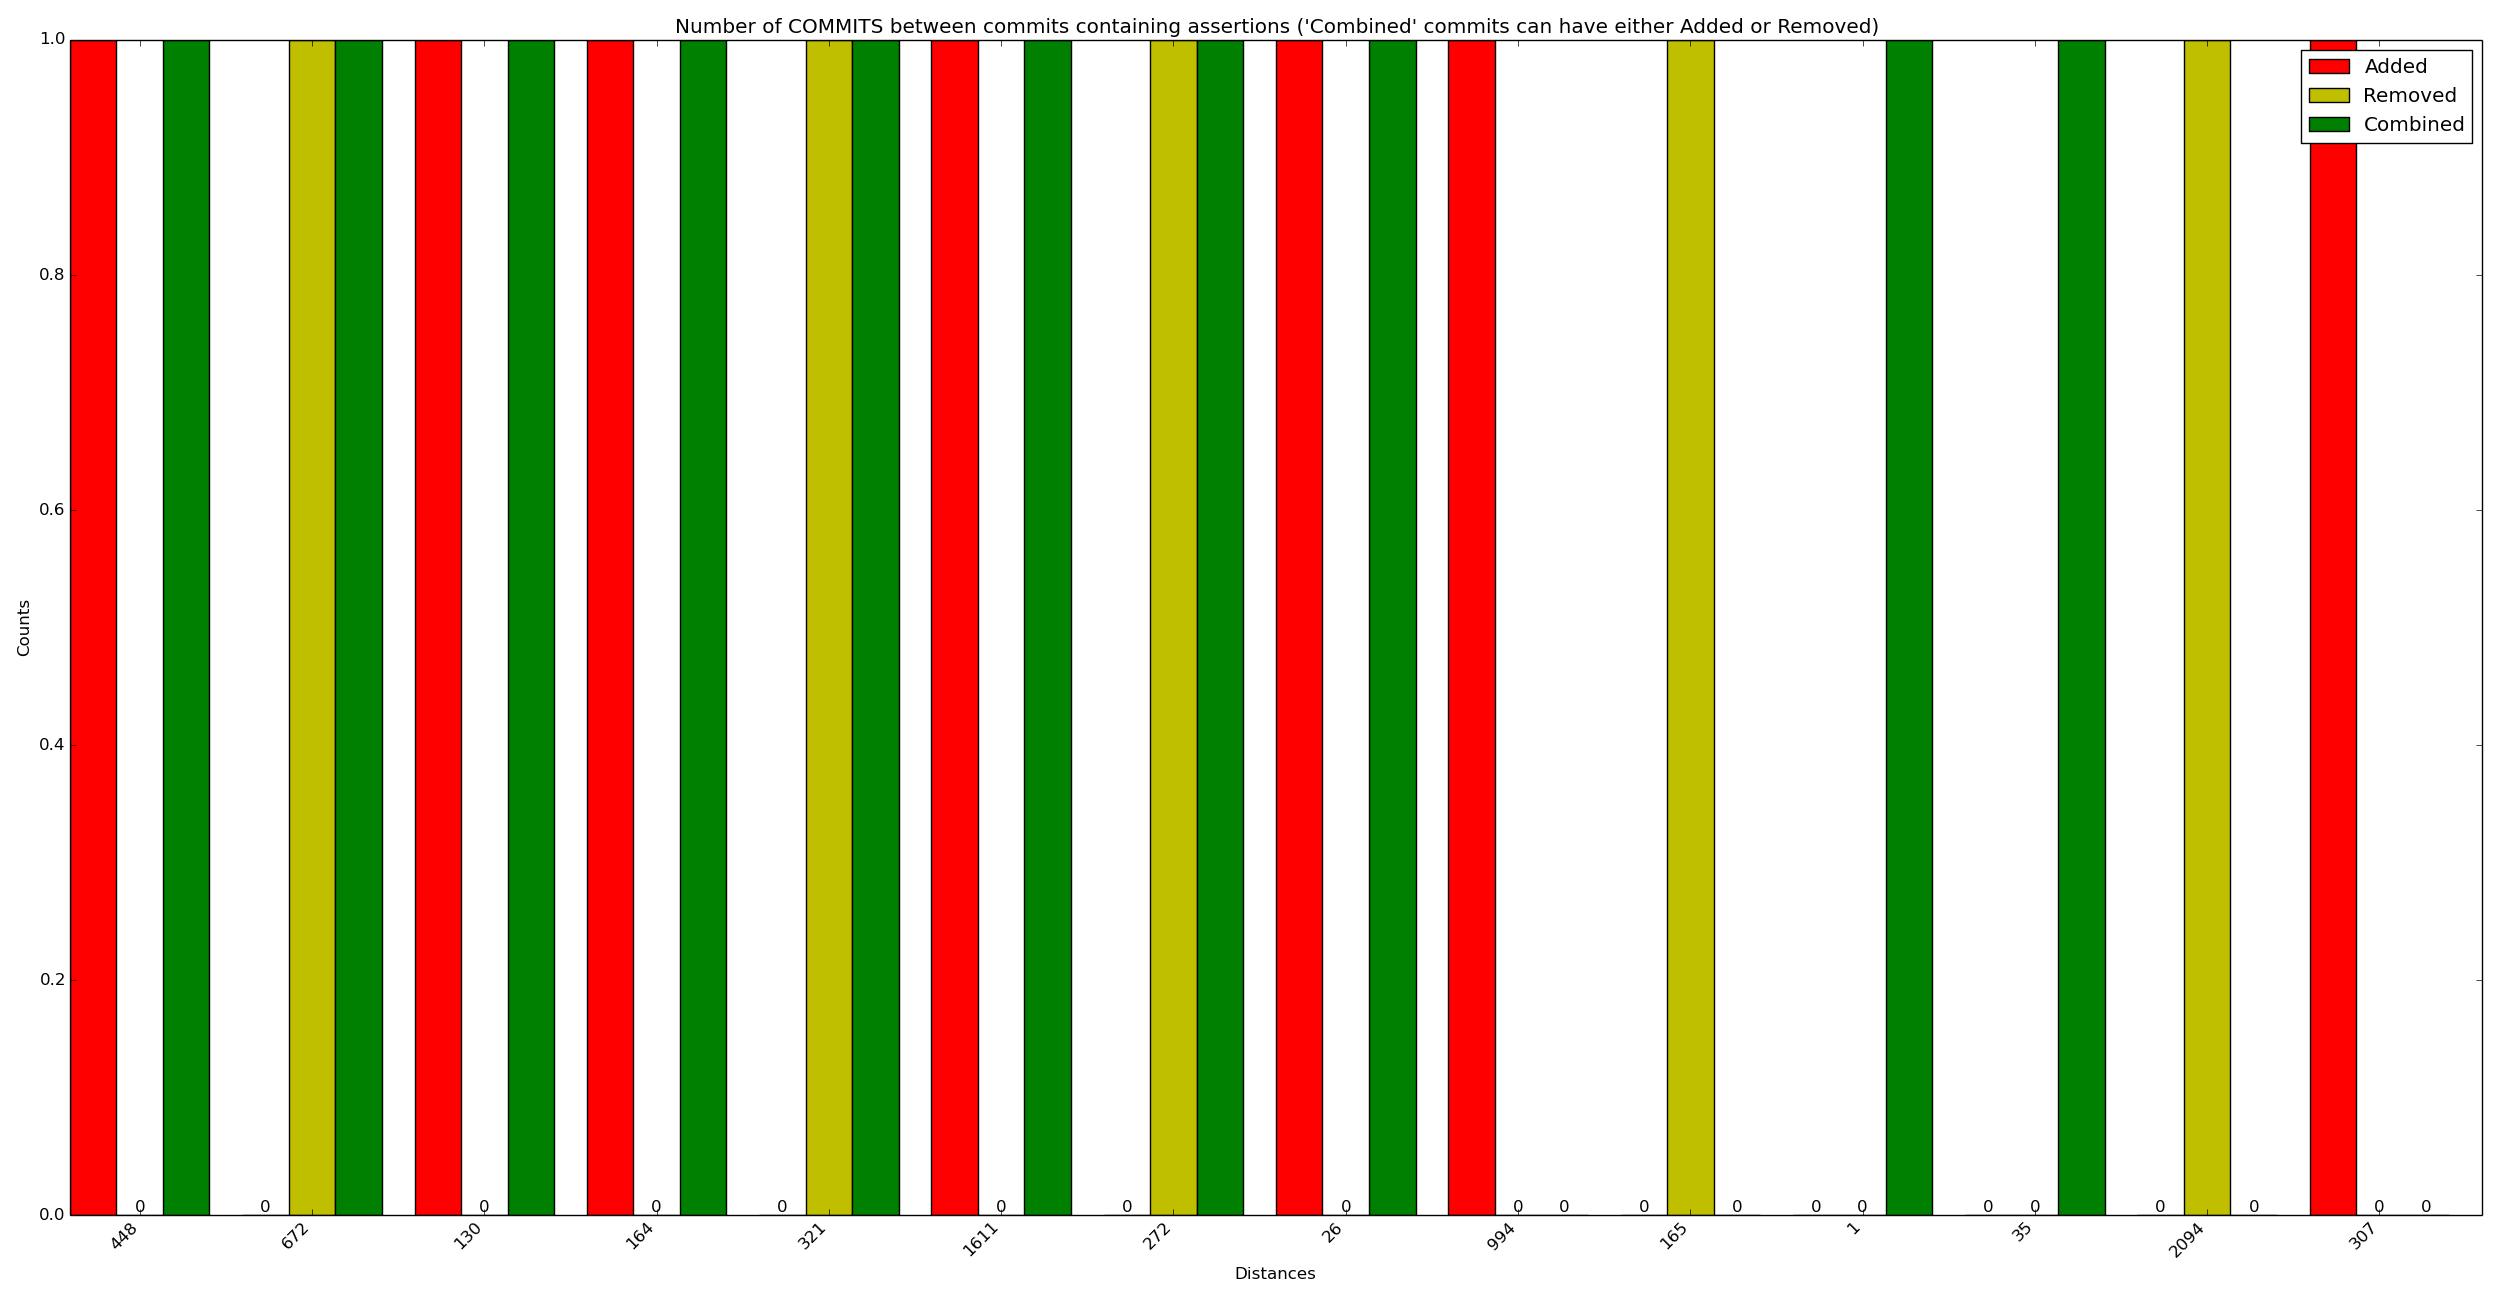 Number of COMMITS between commits containing assertions ('Combined' commits can have either Added or Removed)
1.0
0.8
0.6
0.4
0.2
0.0
Counts
Added
Removed
Combined
0 0 0 0 0 0 0 0 0 0 0 0 0 0 0 0 0 0 0 0
448 672 130 164 321 1611 272 26 994 165 1 35 2094 307
Distances